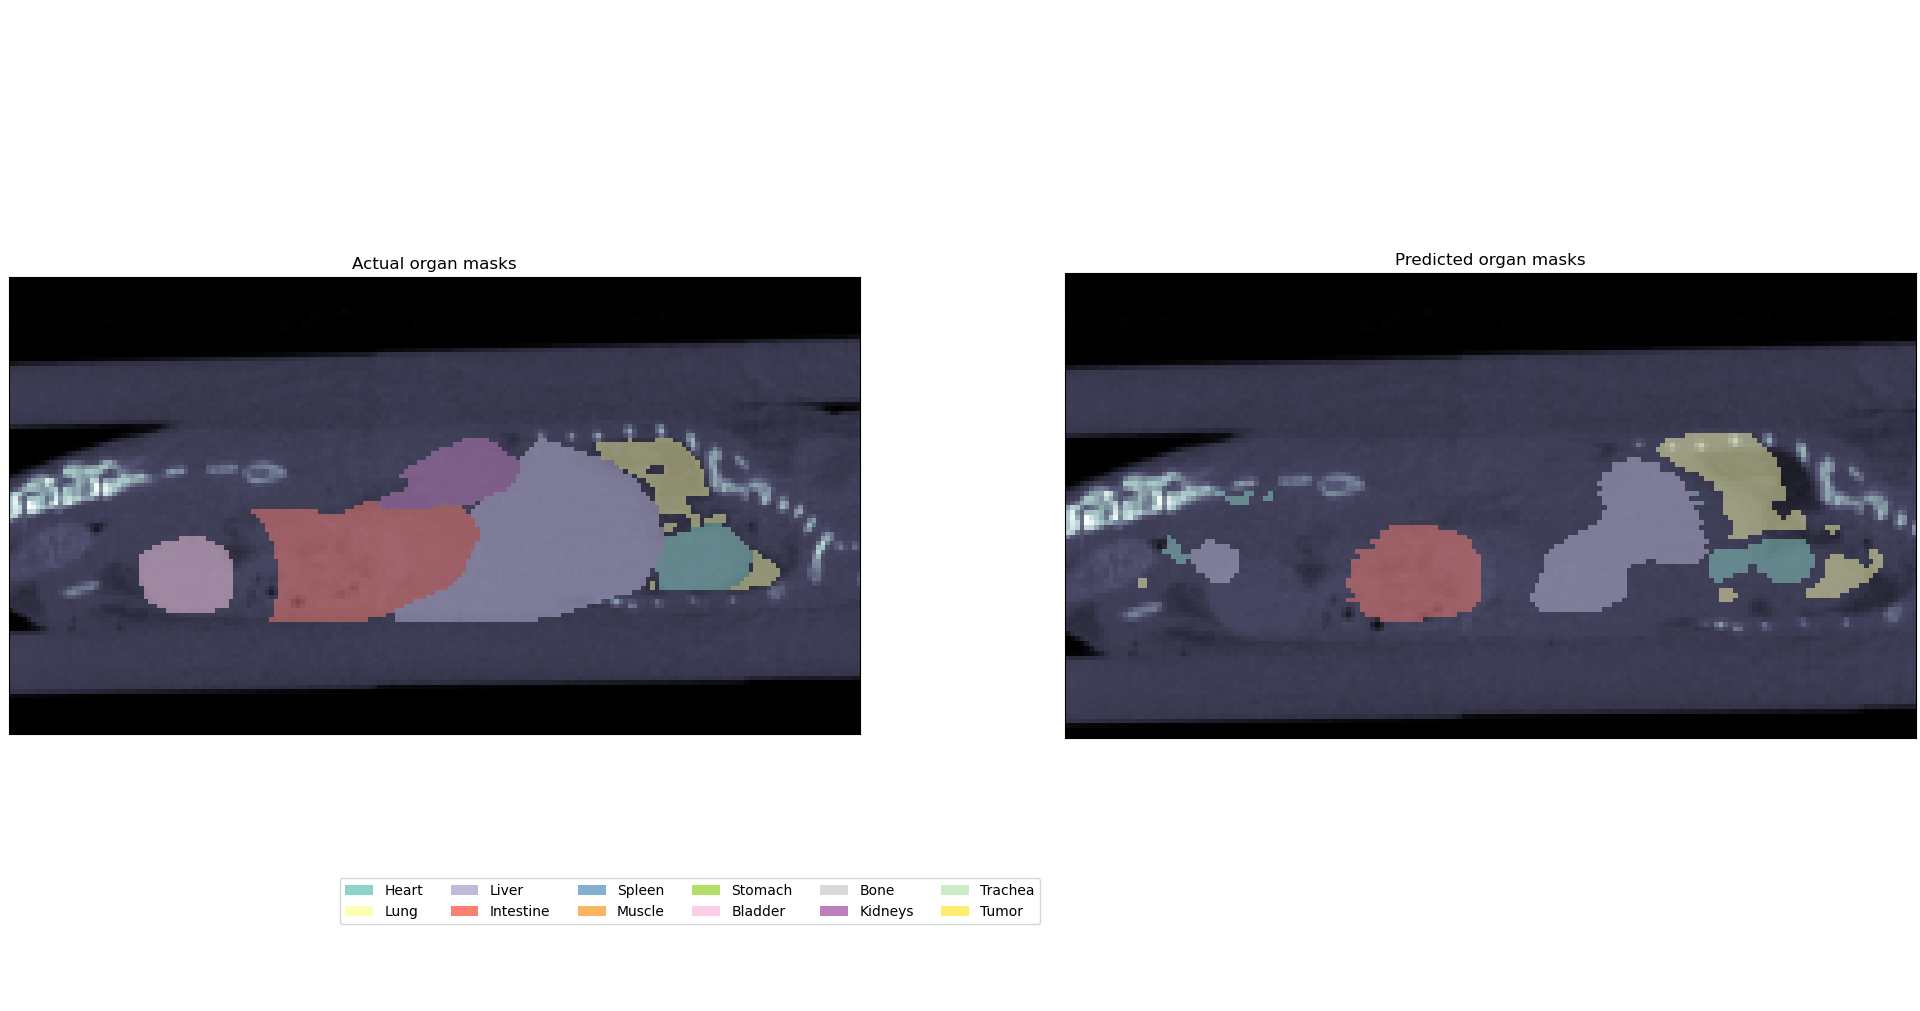 Actual organ masks
Predicted organ masks
Heart Liver Spleen Stomach Bone Trachea
Lung Intestine Muscle Bladder Kidneys Tumor